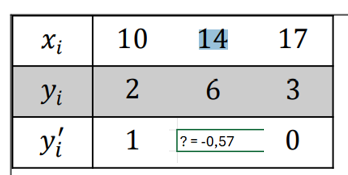 xᵢ 10 14 17
yᵢ 2 6 3
y′ᵢ 1 ? = -0,57 0